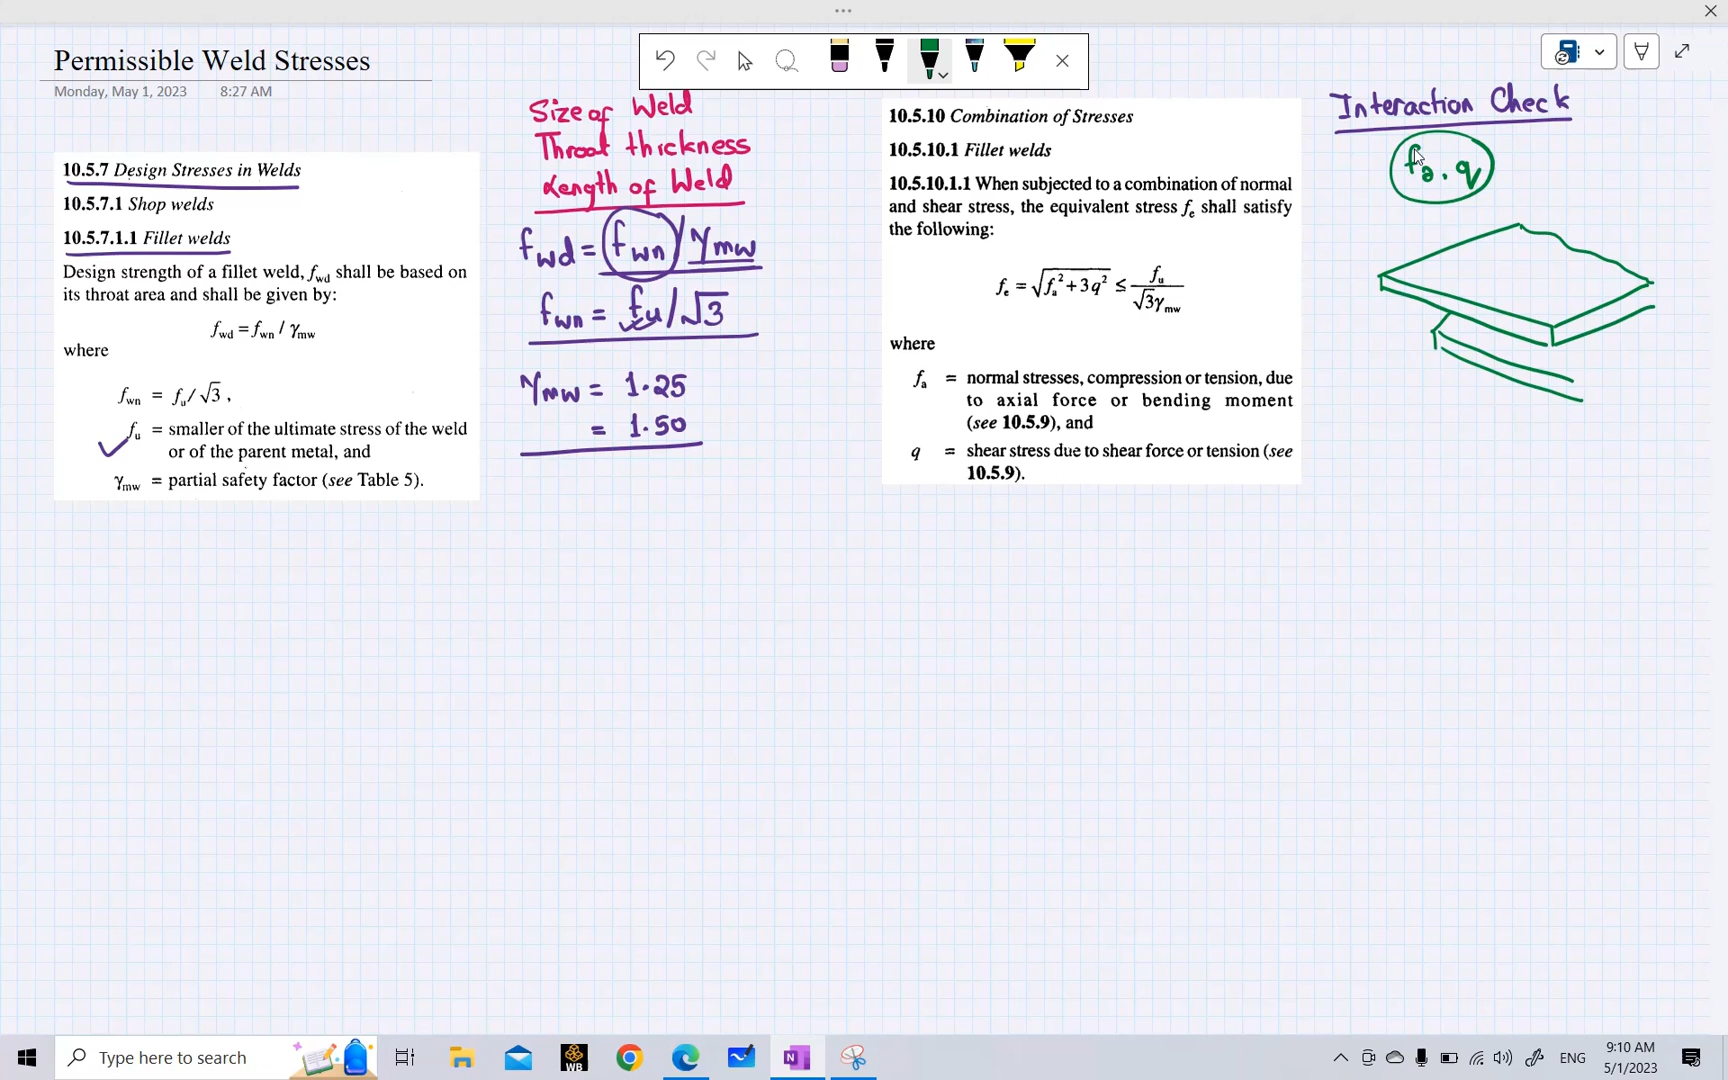 Permissible Weld Stresses
Monday, May 1, 2023 8:27 AM
10.5.7 Design Stresses in Welds
10.5.7.1 Shop welds
10.5.7.1.1 Fillet welds
Design strength of a fillet weld, fwd shall be based on
its throat area and shall be given by:
fwd = fwn / γmw
where
fwn = fu / √3 ,
fu = smaller of the ultimate stress of the weld
or of the parent metal, and
γmw = partial safety factor (see Table 5).
Size of Weld
Throat thickness
Length of Weld
fwd = fwn / γmw
fwn = fu / √3
γmw = 1.25
= 1.50
10.5.10 Combination of Stresses
10.5.10.1 Fillet welds
10.5.10.1.1 When subjected to a combination of normal
and shear stress, the equivalent stress fe shall satisfy
the following:
fe = √(fa² + 3q²) ≤ fu / (√3 γmw)
where
fa = normal stresses, compression or tension, due
to axial force or bending moment
(see 10.5.9), and
q = shear stress due to shear force or tension (see
10.5.9).
Interaction Check
fa, q
Type here to search
WB
N
ENG
9:10 AM
5/1/2023